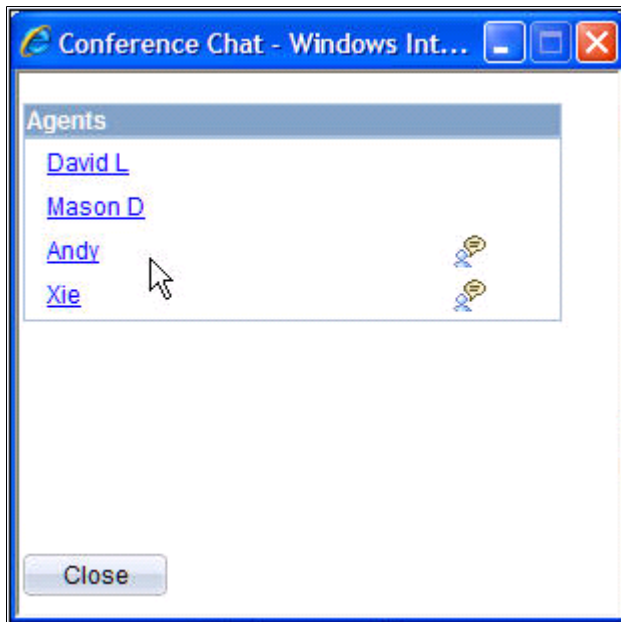 Conference Chat - Windows Int...
Agents
David L
Mason D
Andy
Xie
Close